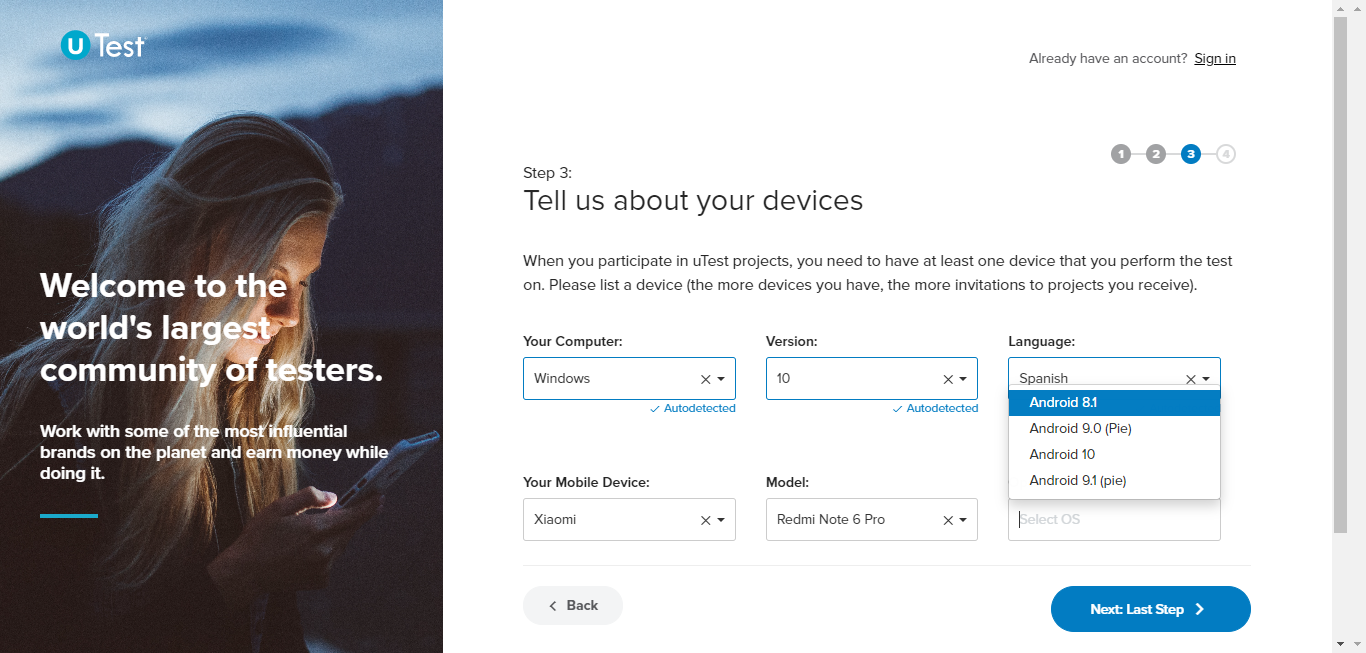 U Test
Welcome to the
world's largest
community of testers.
Work with some of the most influential
brands on the planet and earn money while
doing it.
Already have an account? Sign in
1 2 3 4
Step 3:
Tell us about your devices
When you participate in uTest projects, you need to have at least one device that you perform the test
on. Please list a device (the more devices you have, the more invitations to projects you receive).
Your Computer: Version: Language:
Windows 10 Spanish
Autodetected Autodetected
Android 8.1
Android 9.0 (Pie)
Android 10
Android 9.1 (pie)
Your Mobile Device: Model:
Xiaomi Redmi Note 6 Pro Select OS
Back Next: Last Step